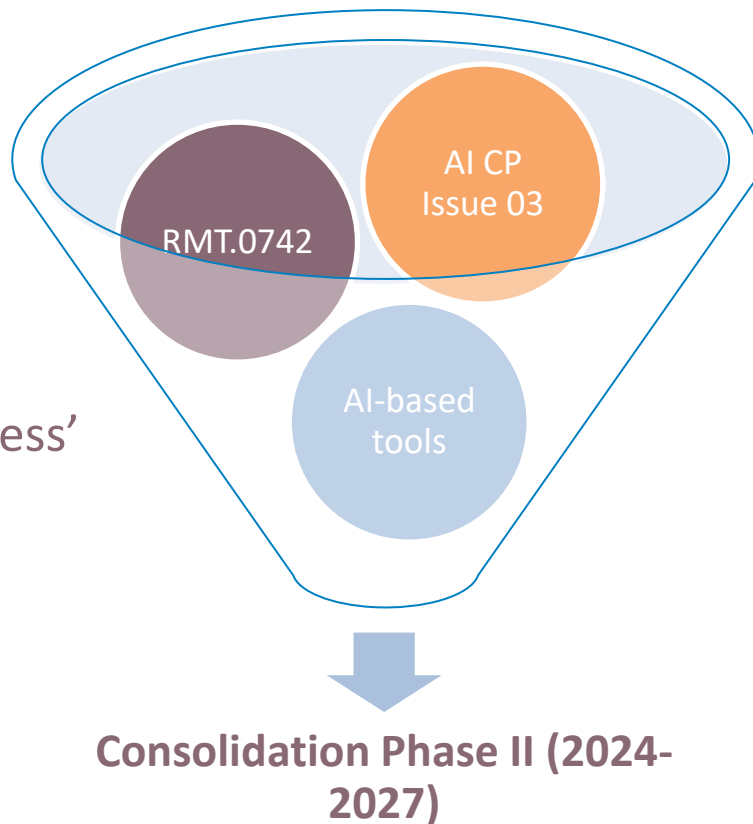 AI CP
Issue 03
RMT.0742
AI-based
tools
ess’
Consolidation Phase II (2024-
2027)